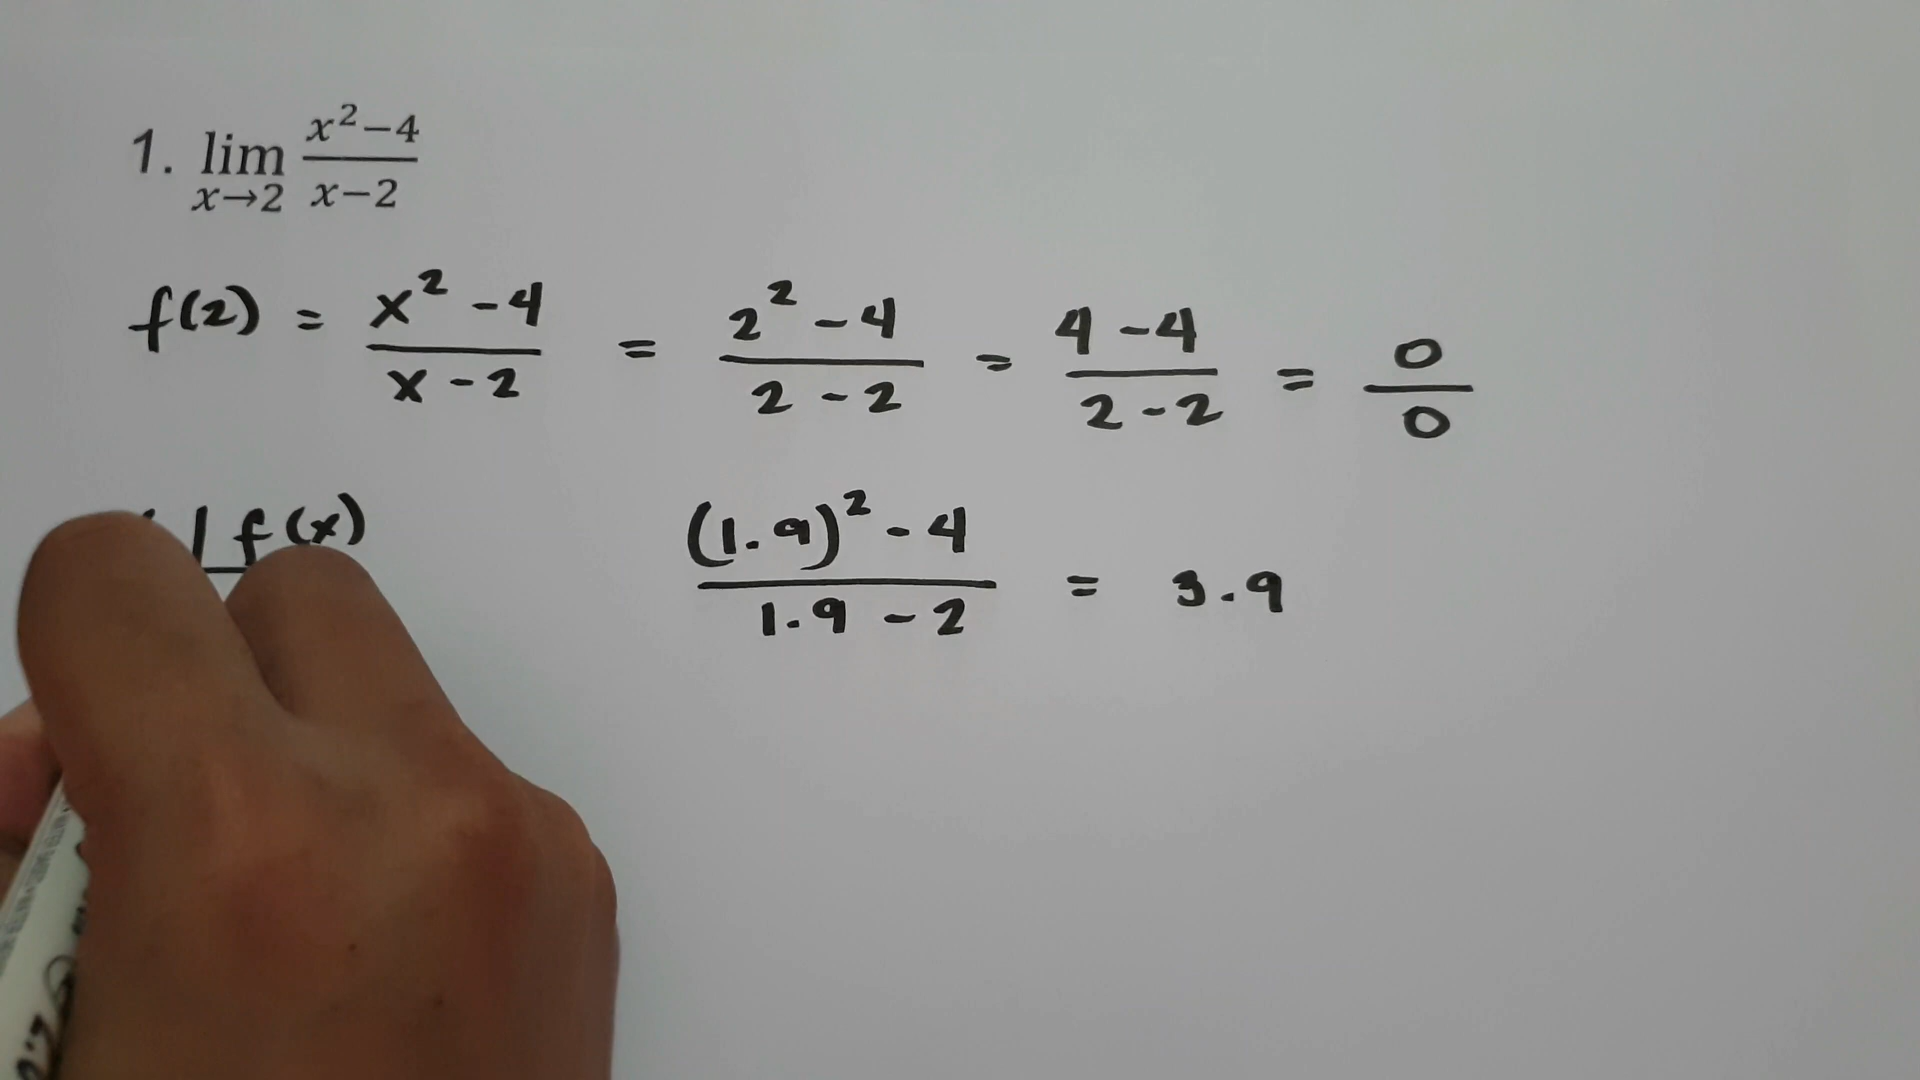 1. lim x→2 x²−4 / x−2
f(2) = x² - 4 / x - 2 = 2² - 4 / 2 - 2 = 4 - 4 / 2 - 2 = 0 / 0
f(x)
(1.9)² - 4 / 1.9 - 2 = 3.9